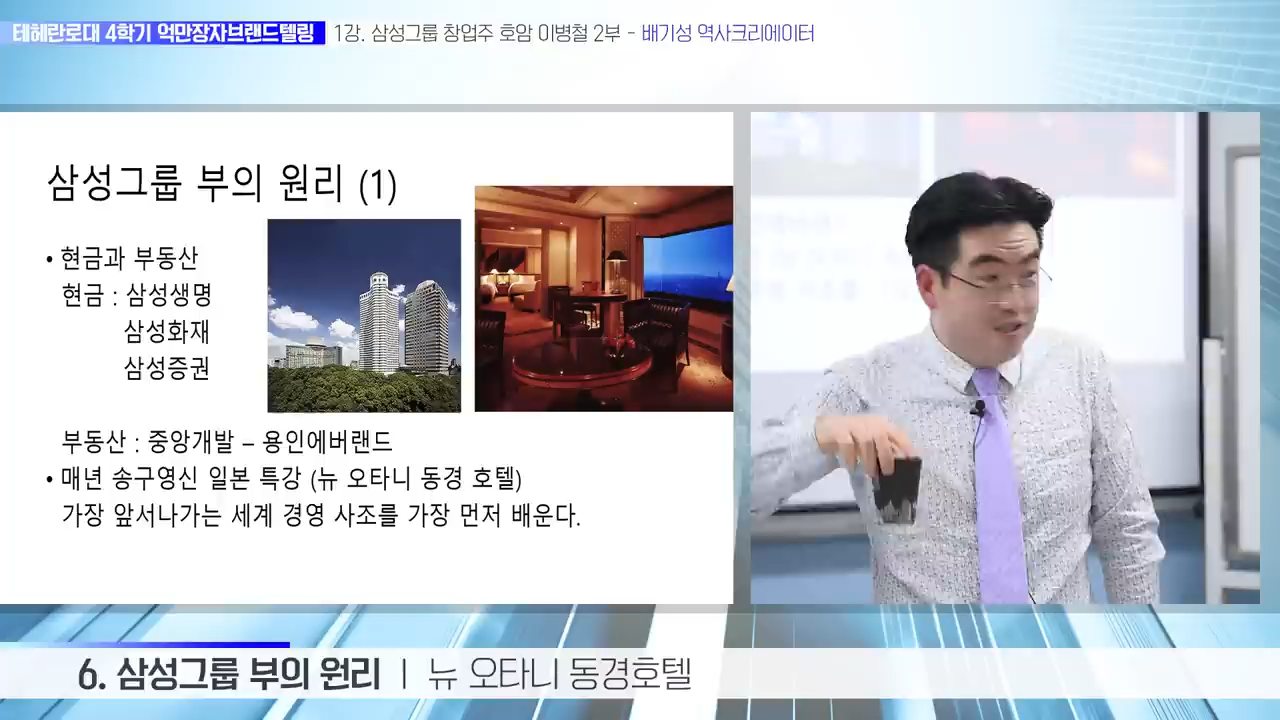 테헤란로대 4학기 억만장자브랜드텔링 1강. 삼성그룹 창업주 호암 이병철 2부 - 배기성 역사크리에이터
삼성그룹 부의 원리 (1)
• 현금과 부동산
현금 : 삼성생명
삼성화재
삼성증권
부동산 : 중앙개발 – 용인에버랜드
• 매년 송구영신 일본 특강 (뉴 오타니 동경 호텔)
가장 앞서나가는 세계 경영 사조를 가장 먼저 배운다.
6. 삼성그룹 부의 원리 | 뉴 오타니 동경호텔